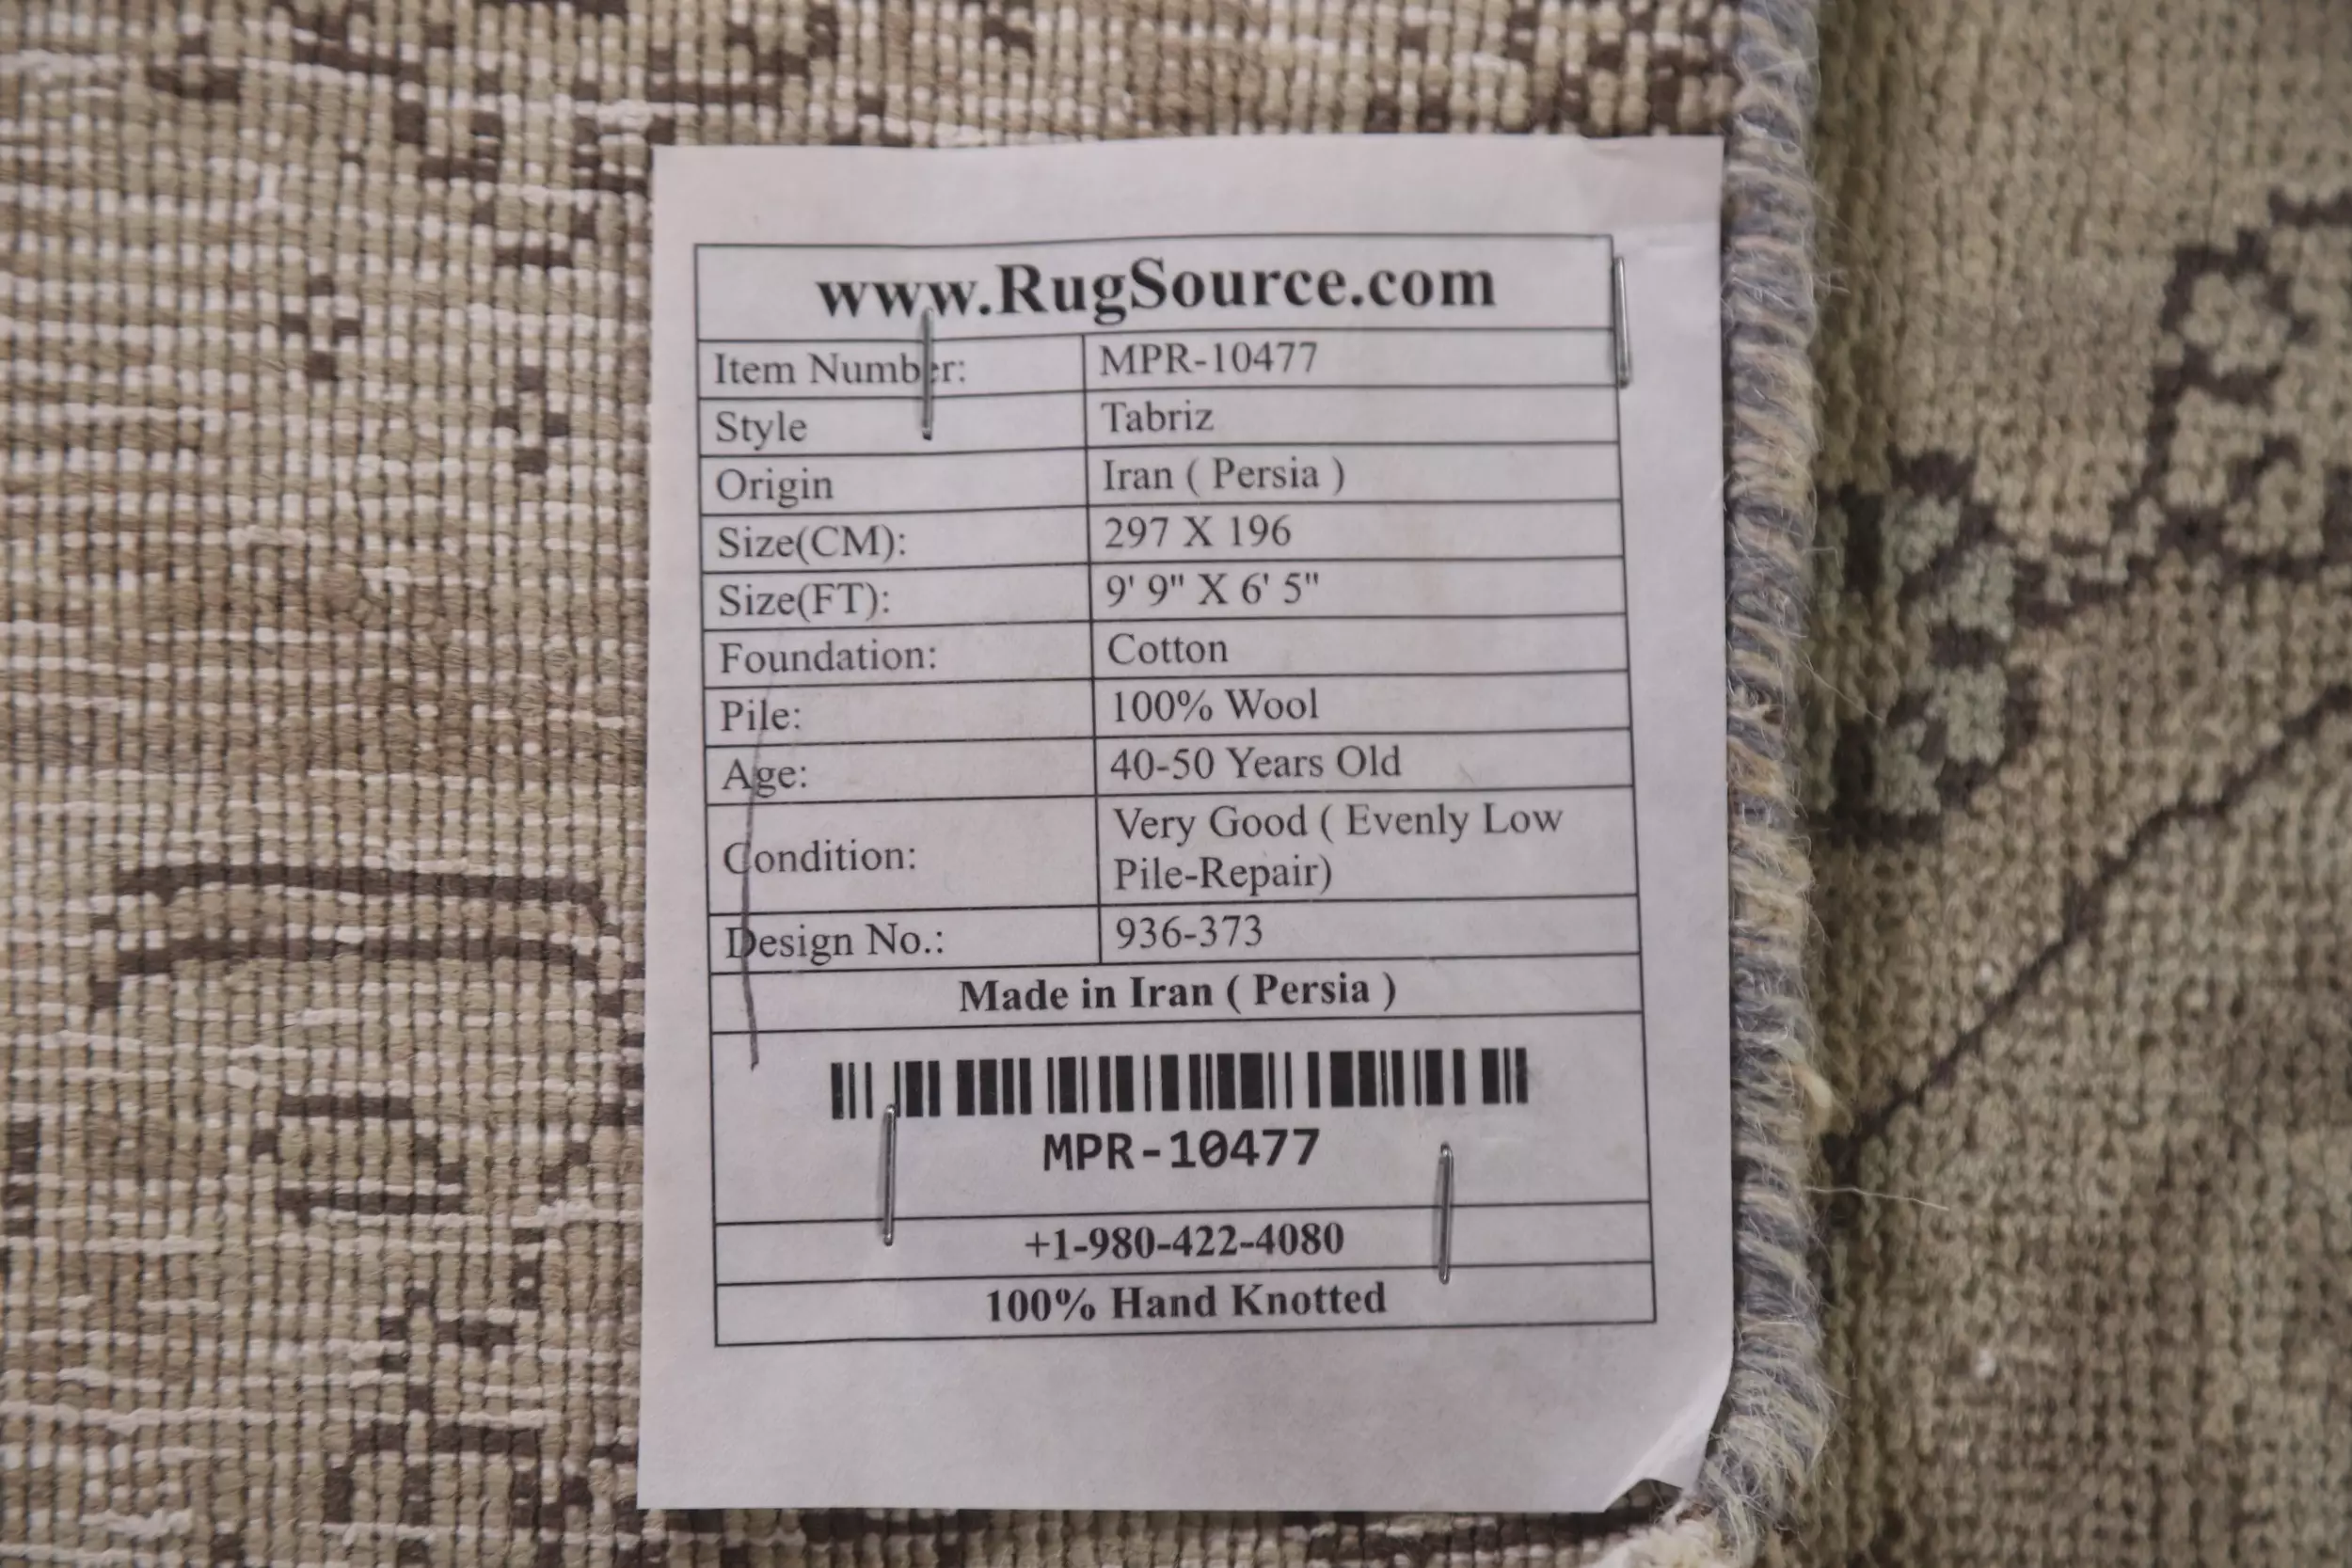 www.RugSource.com
Item Number: MPR-10477
Style Tabriz
Origin Iran ( Persia )
Size(CM): 297 X 196
Size(FT): 9' 9" X 6' 5"
Foundation: Cotton
Pile: 100% Wool
Age: 40-50 Years Old
Condition: Very Good ( Evenly Low
Pile-Repair)
Design No.: 936-373
Made in Iran ( Persia )
MPR-10477
+1-980-422-4080
100% Hand Knotted